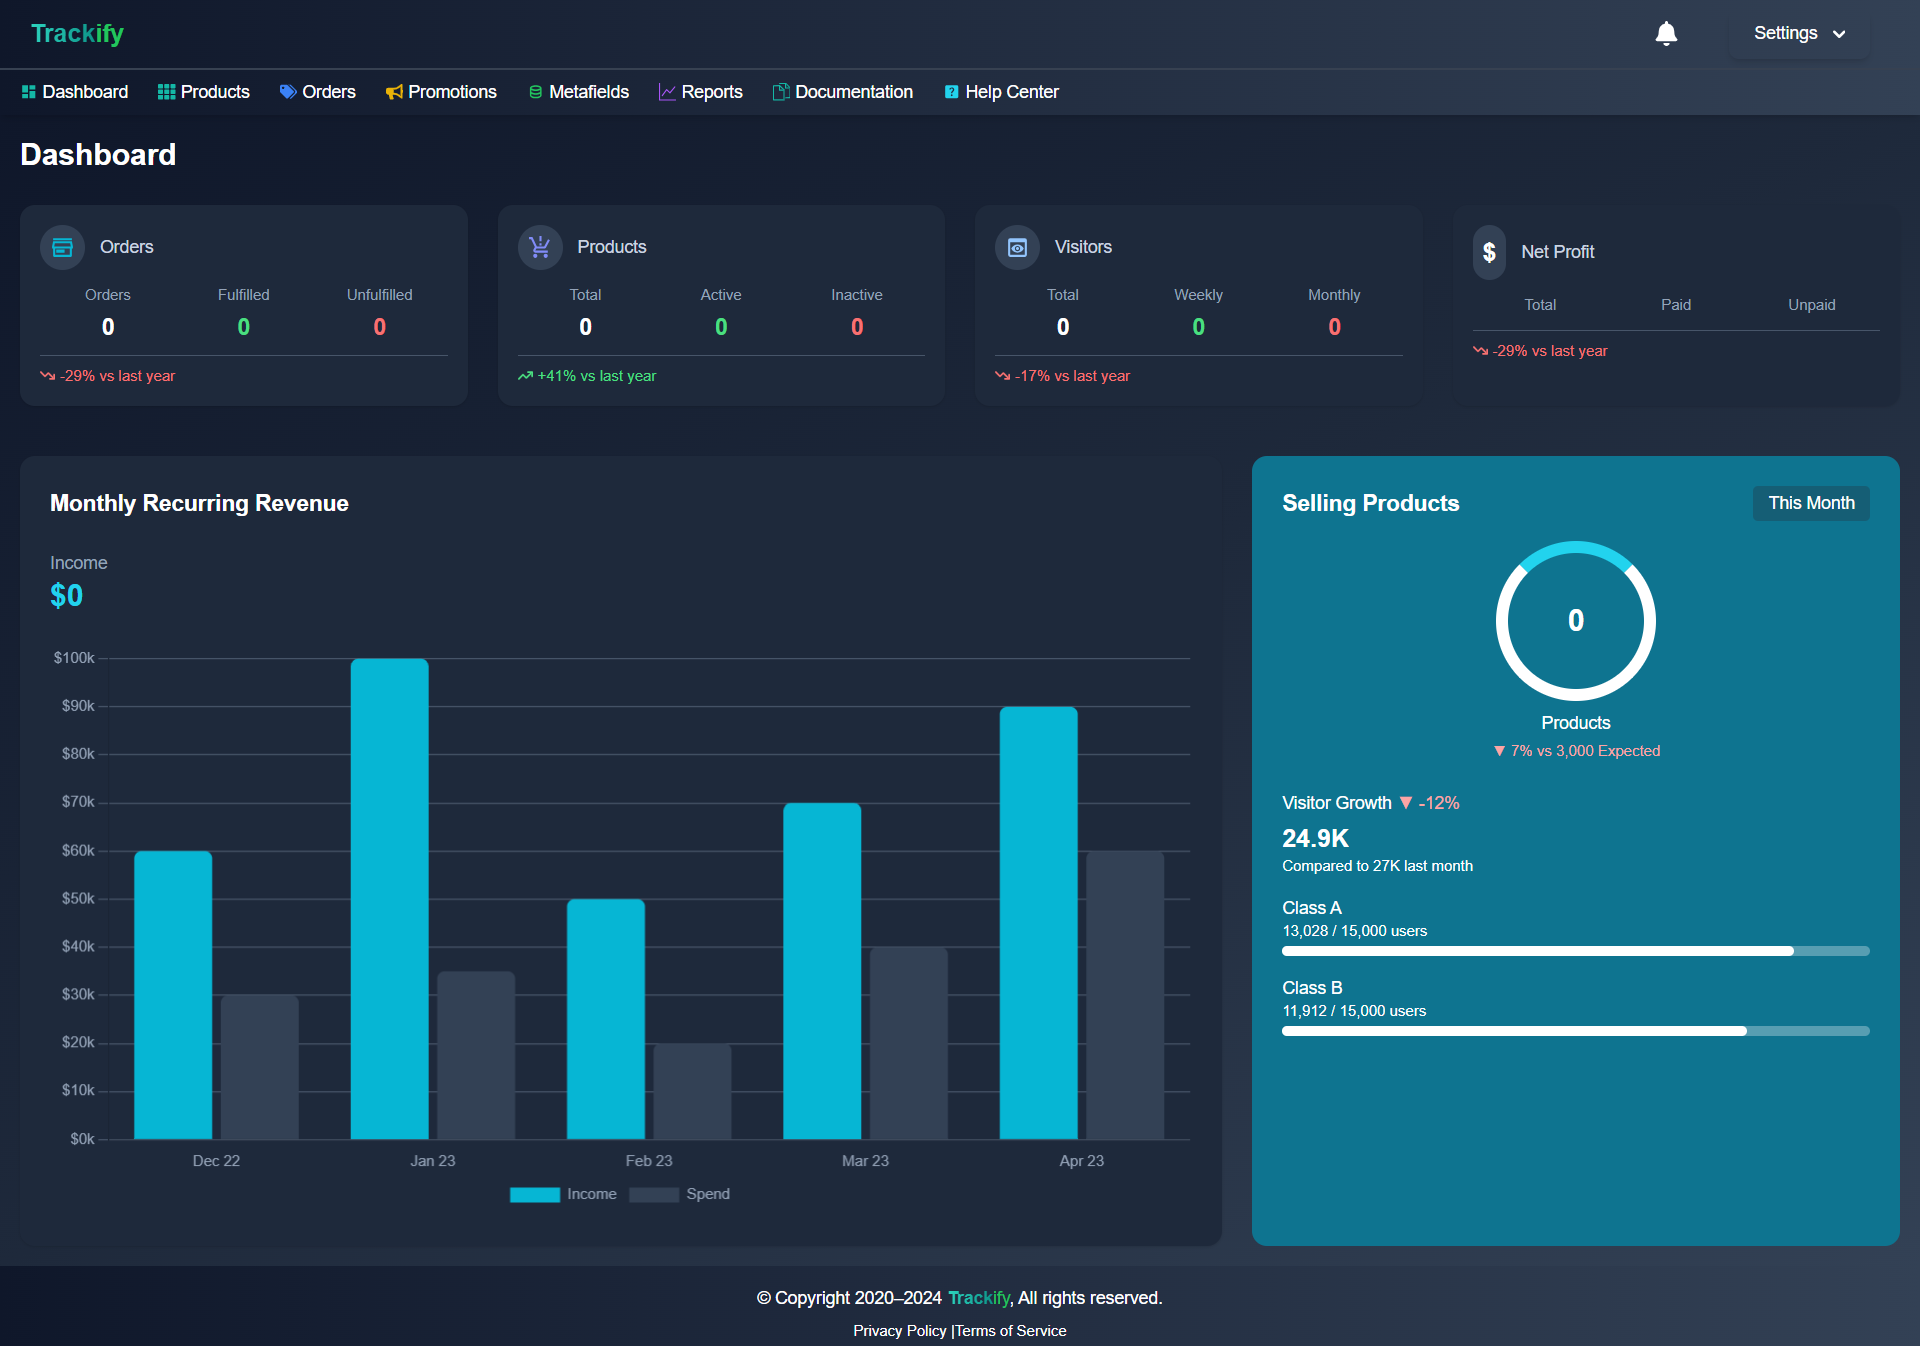 Trackify
Settings
Dashboard Products Orders Promotions Metafields Reports Documentation Help Center
Dashboard
Orders
Orders Fulfilled Unfulfilled
0 0 0
-29% vs last year
Products
Total Active Inactive
0 0 0
+41% vs last year
Visitors
Total Weekly Monthly
0 0 0
-17% vs last year
$ Net Profit
Total Paid Unpaid
-29% vs last year
Monthly Recurring Revenue
Income
$0
$100k
$90k
$80k
$70k
$60k
$50k
$40k
$30k
$20k
$10k
$0k
Dec 22 Jan 23 Feb 23 Mar 23 Apr 23
Income Spend
Selling Products This Month
0
Products
▼ 7% vs 3,000 Expected
Visitor Growth ▼ -12%
24.9K
Compared to 27K last month
Class A
13,028 / 15,000 users
Class B
11,912 / 15,000 users
© Copyright 2020–2024 Trackify, All rights reserved.
Privacy Policy |Terms of Service